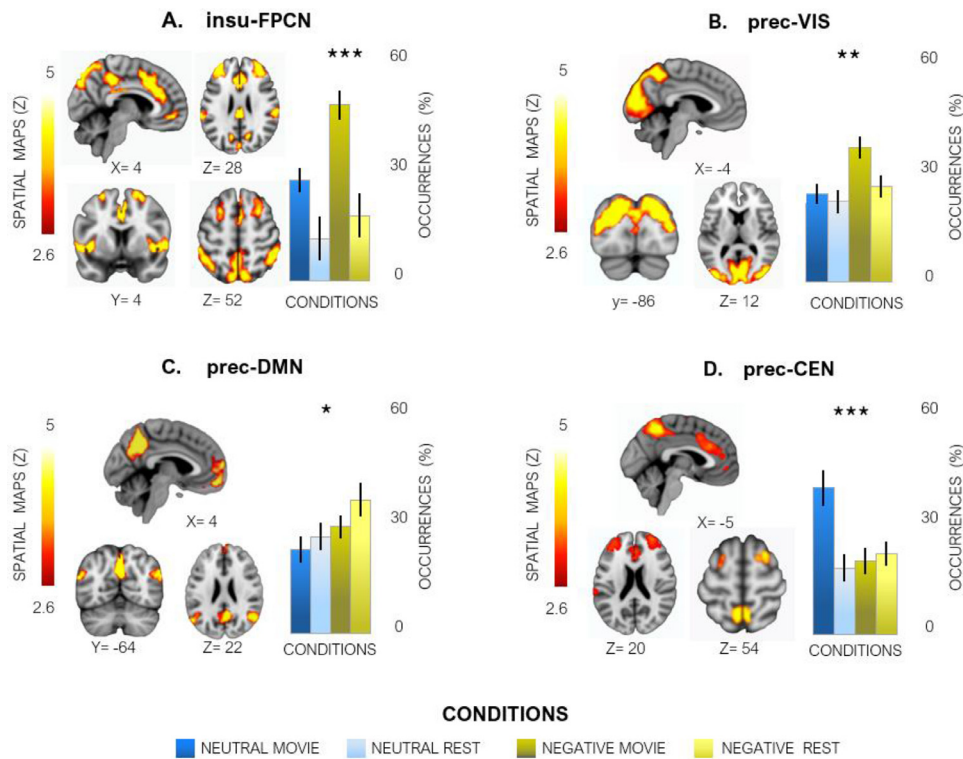 A. insu-FPCN
60
***
5
SPATIAL MAPS (Z)
X= 4
Z= 28
30
OCCURRENCES (%)
2.6
0
Y= 4
Z= 52
CONDITIONS
B. prec-VIS
60
**
5
SPATIAL MAPS (Z)
X= -4
30
OCCURRENCES (%)
2.6
0
y= -86
Z= 12
CONDITIONS
C. prec-DMN
60
*
5
SPATIAL MAPS (Z)
X= 4
30
OCCURRENCES (%)
2.6
0
Y= -64
Z= 22
CONDITIONS
D. prec-CEN
60
***
5
SPATIAL MAPS (Z)
X= -5
30
OCCURRENCES (%)
2.6
0
Z= 20
Z= 54
CONDITIONS
CONDITIONS
NEUTRAL MOVIE NEUTRAL REST NEGATIVE MOVIE NEGATIVE REST